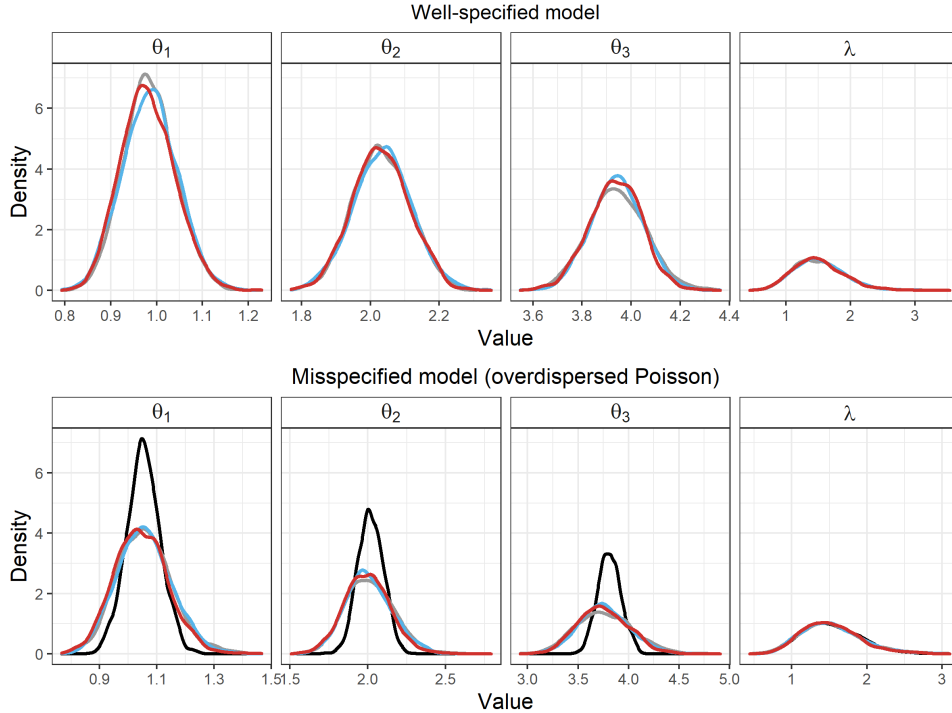 Well-specified model
θ1 θ2 θ3 λ
Density
6
4
2
0
0.8 0.9 1.0 1.1 1.2 1.8 2.0 2.2 3.6 3.8 4.0 4.2 4.4 1 2 3
Value
Misspecified model (overdispersed Poisson)
θ1 θ2 θ3 λ
Density
6
4
2
0
0.9 1.1 1.3 1.5 1.5 2.0 2.5 3.0 3.5 4.0 4.5 5.0 1 2 3
Value